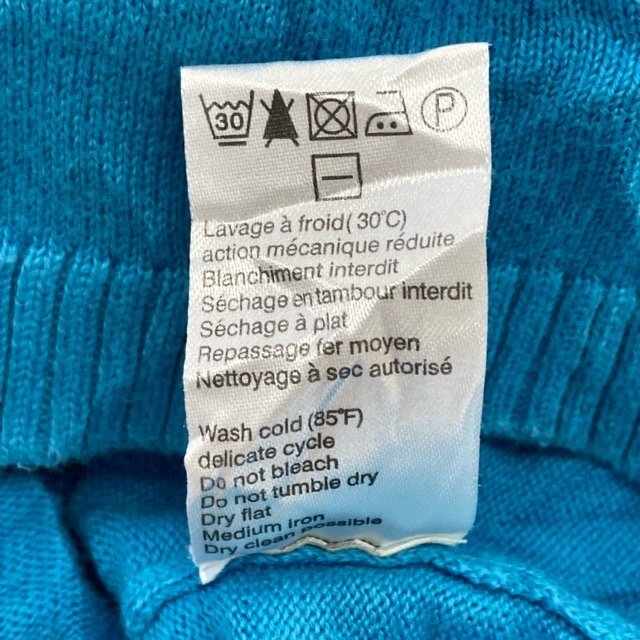 30 P
Lavage à froid( 30°C)
action mécanique réduite
Blanchiment interdit
Séchage en tambour interdit
Séchage à plat
Repassage fer moyen
Nettoyage à sec autorisé
Wash cold (85°F)
delicate cycle
Do not bleach
Do not tumble dry
Dry flat
Medium iron
Dry clean possible